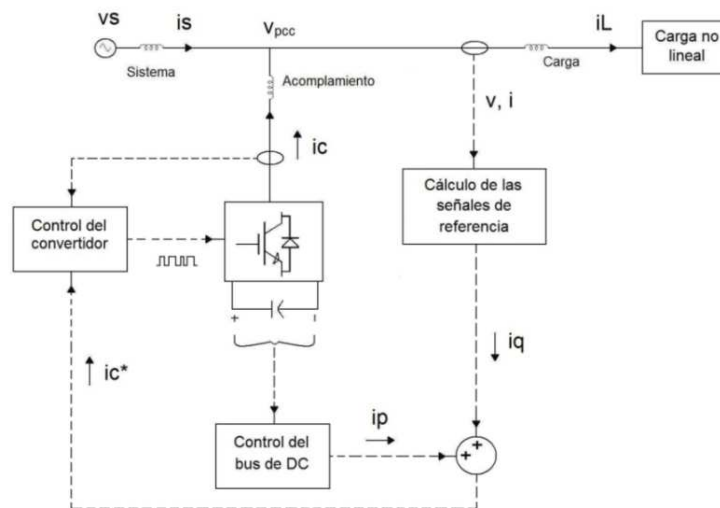 vs
is
v_pcc
iL
Carga no
lineal
Sistema
Acomplamiento
Carga
v, i
ic
Control del
convertidor
Cálculo de las
señales de
referencia
+ -
ic*
iq
Control del
bus de DC
ip
+
+